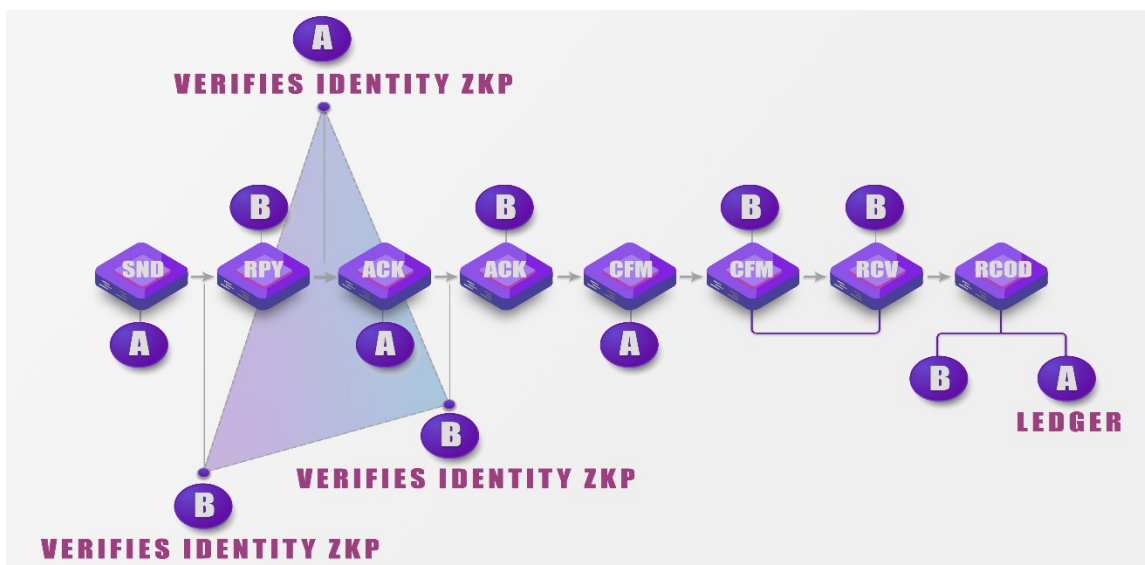 A
VERIFIES IDENTITY ZKP
B B B B
SND RPY ACK ACK CFM CFM RCV RCOD
A A A
B A
LEDGER
B
VERIFIES IDENTITY ZKP
B
VERIFIES IDENTITY ZKP